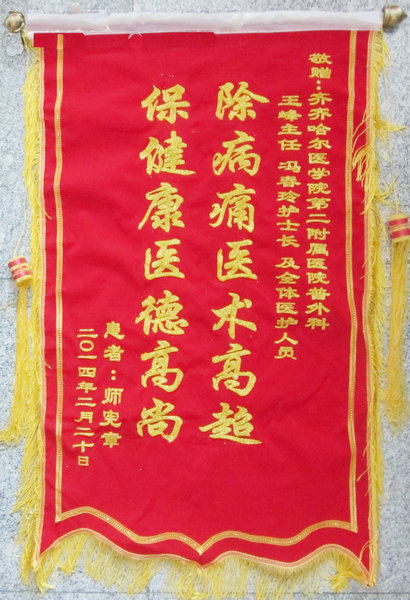 敬赠：齐齐哈尔医学院第二附属医院普外科
王峰主任 冯春玲护士长 及全体医护人员
除病痛医术高超
保健康医德高尚
患者：师宪章
二〇一四年二月二十日